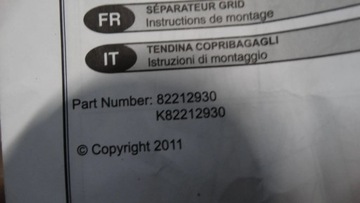 FR
SÉPARATEUR GRID
Instructions de montage
IT
TENDINA COPRIBAGAGLI
Istruzioni di montaggio
Part Number: 82212930
K82212930
© Copyright 2011